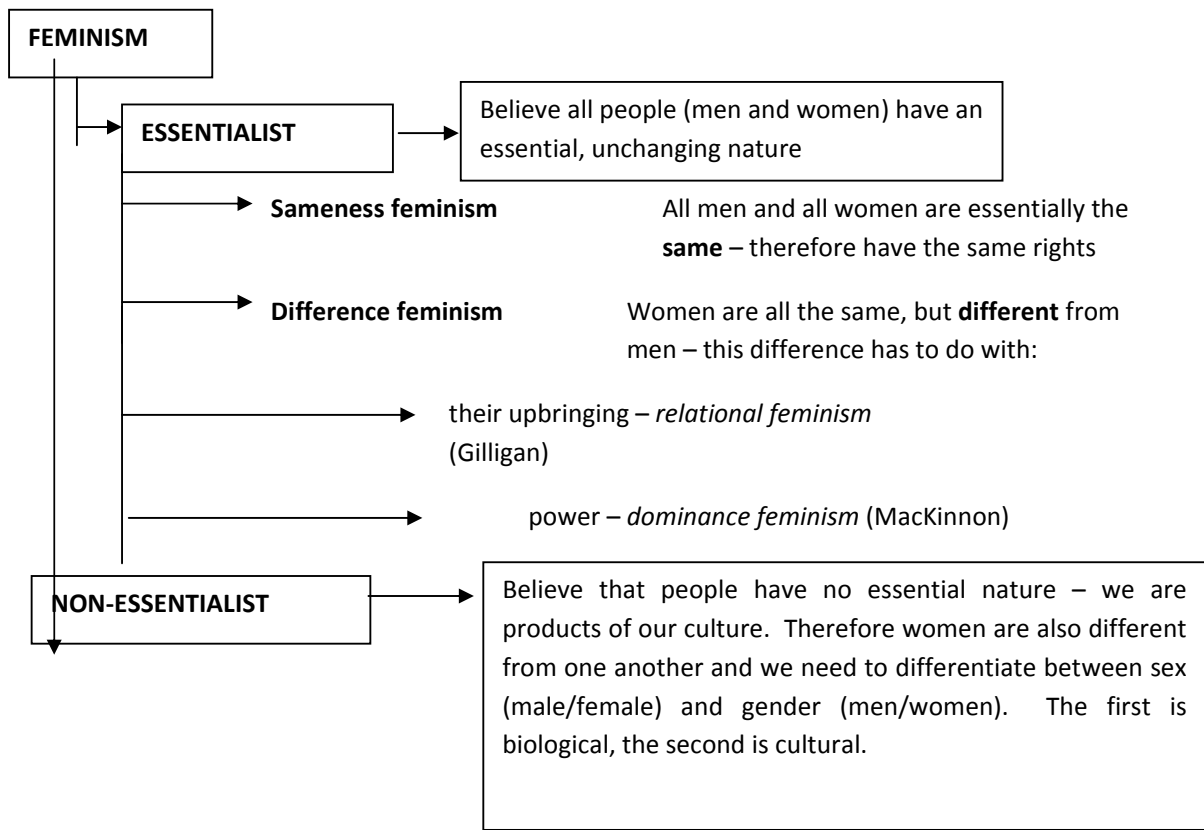 FEMINISM
ESSENTIALIST
Believe all people (men and women) have an
essential, unchanging nature
Sameness feminism
All men and all women are essentially the
same – therefore have the same rights
Difference feminism
Women are all the same, but different from
men – this difference has to do with:
their upbringing – relational feminism
(Gilligan)
power – dominance feminism (MacKinnon)
NON-ESSENTIALIST
Believe that people have no essential nature – we are
products of our culture. Therefore women are also different
from one another and we need to differentiate between sex
(male/female) and gender (men/women). The first is
biological, the second is cultural.